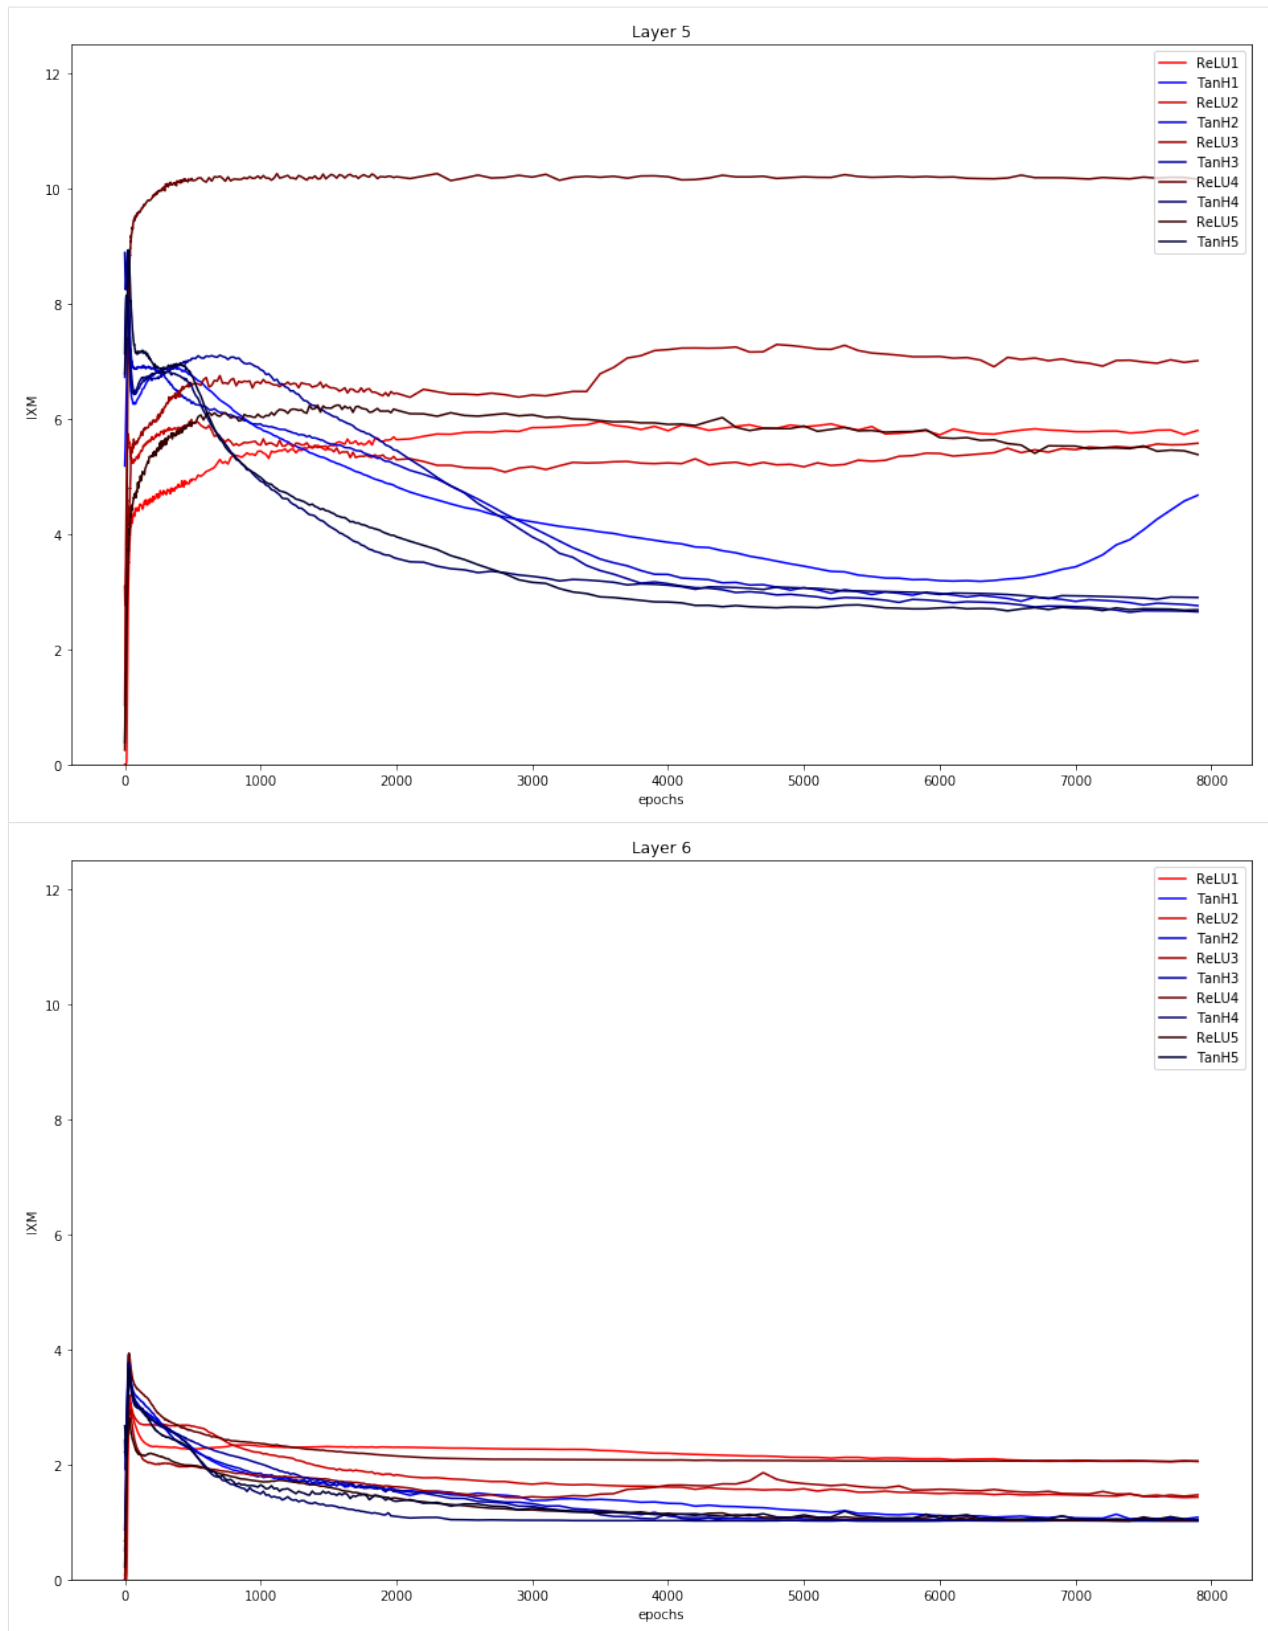 Layer 5
12
10
8
6
4
2
0
IXM
ReLU1
TanH1
ReLU2
TanH2
ReLU3
TanH3
ReLU4
TanH4
ReLU5
TanH5
0 1000 2000 3000 4000 5000 6000 7000 8000
epochs
Layer 6
12
10
8
6
4
2
0
IXM
ReLU1
TanH1
ReLU2
TanH2
ReLU3
TanH3
ReLU4
TanH4
ReLU5
TanH5
0 1000 2000 3000 4000 5000 6000 7000 8000
epochs